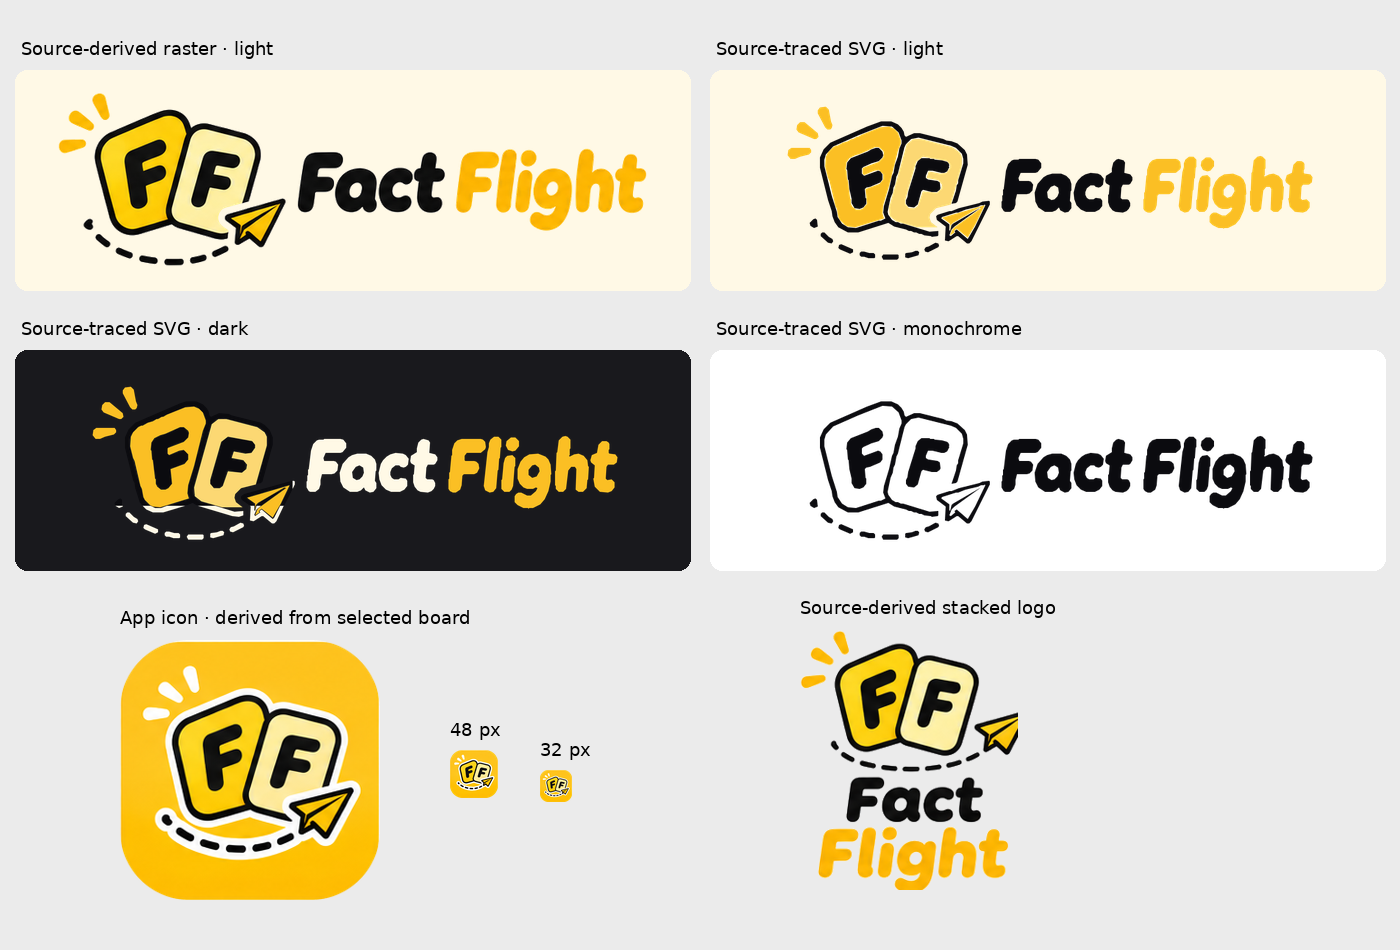 Source-derived raster · light
Source-traced SVG · light
FF Fact Flight
FF Fact Flight
Source-traced SVG · dark
Source-traced SVG · monochrome
FF Fact Flight
FF Fact Flight
App icon · derived from selected board
Source-derived stacked logo
FF
48 px
FF
32 px
FF
FF
Fact
Flight